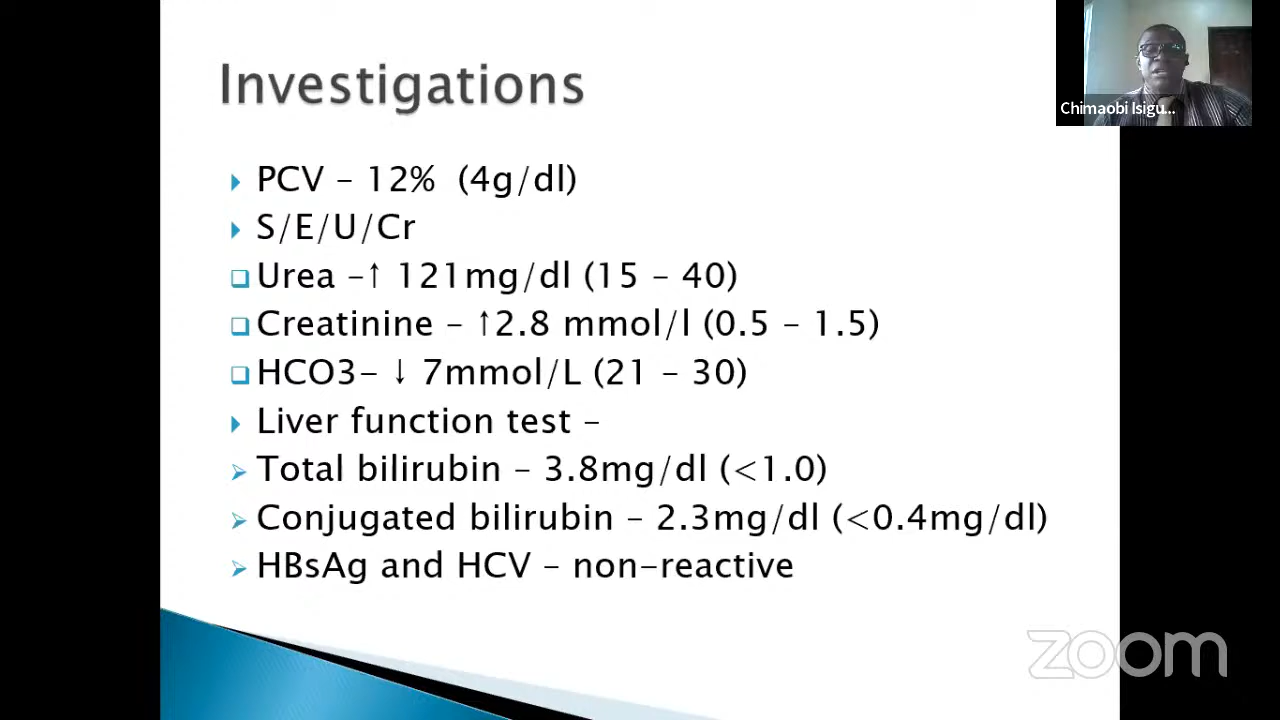 Investigations
Chimaobi Isigu...
PCV – 12% (4g/dl)
S/E/U/Cr
Urea –↑ 121mg/dl (15 – 40)
Creatinine – ↑2.8 mmol/l (0.5 – 1.5)
HCO3– ↓ 7mmol/L (21 – 30)
Liver function test –
Total bilirubin – 3.8mg/dl (<1.0)
Conjugated bilirubin – 2.3mg/dl (<0.4mg/dl)
HBsAg and HCV – non-reactive
zoom